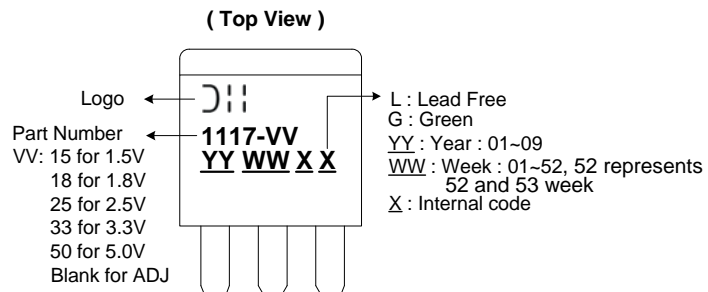 ( Top View )
Logo
Part Number
VV: 15 for 1.5V
18 for 1.8V
25 for 2.5V
33 for 3.3V
50 for 5.0V
Blank for ADJ
1117-VV
YY WW X X
L : Lead Free
G : Green
YY : Year : 01~09
WW : Week : 01~52, 52 represents
52 and 53 week
X : Internal code